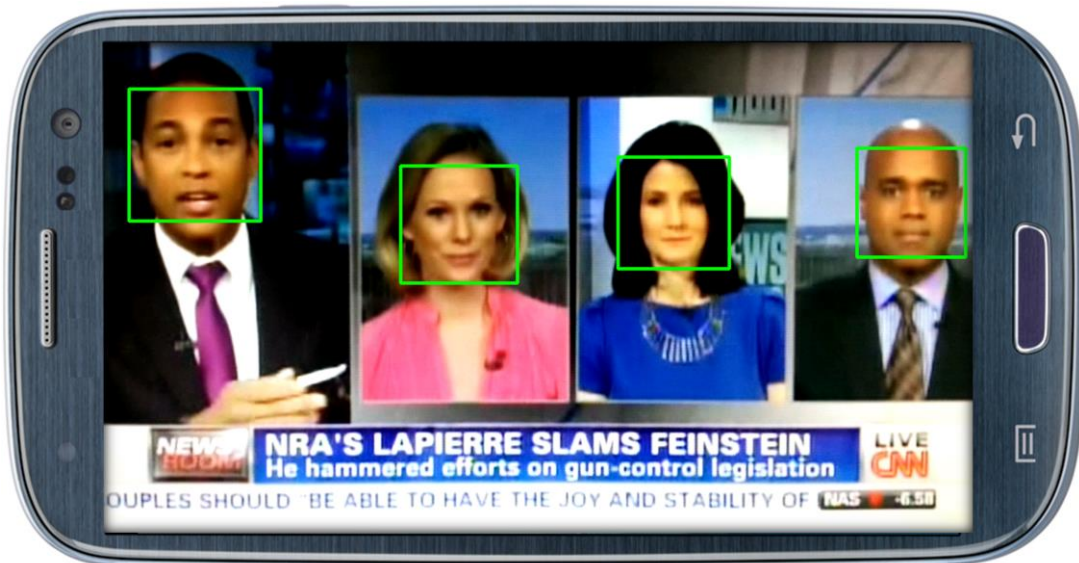 EWS
NEWS
ROOM
NRA'S LAPIERRE SLAMS FEINSTEIN
He hammered efforts on gun-control legislation
LIVE
CNN
OUPLES SHOULD "BE ABLE TO HAVE THE JOY AND STABILITY OF
NAS -6.58